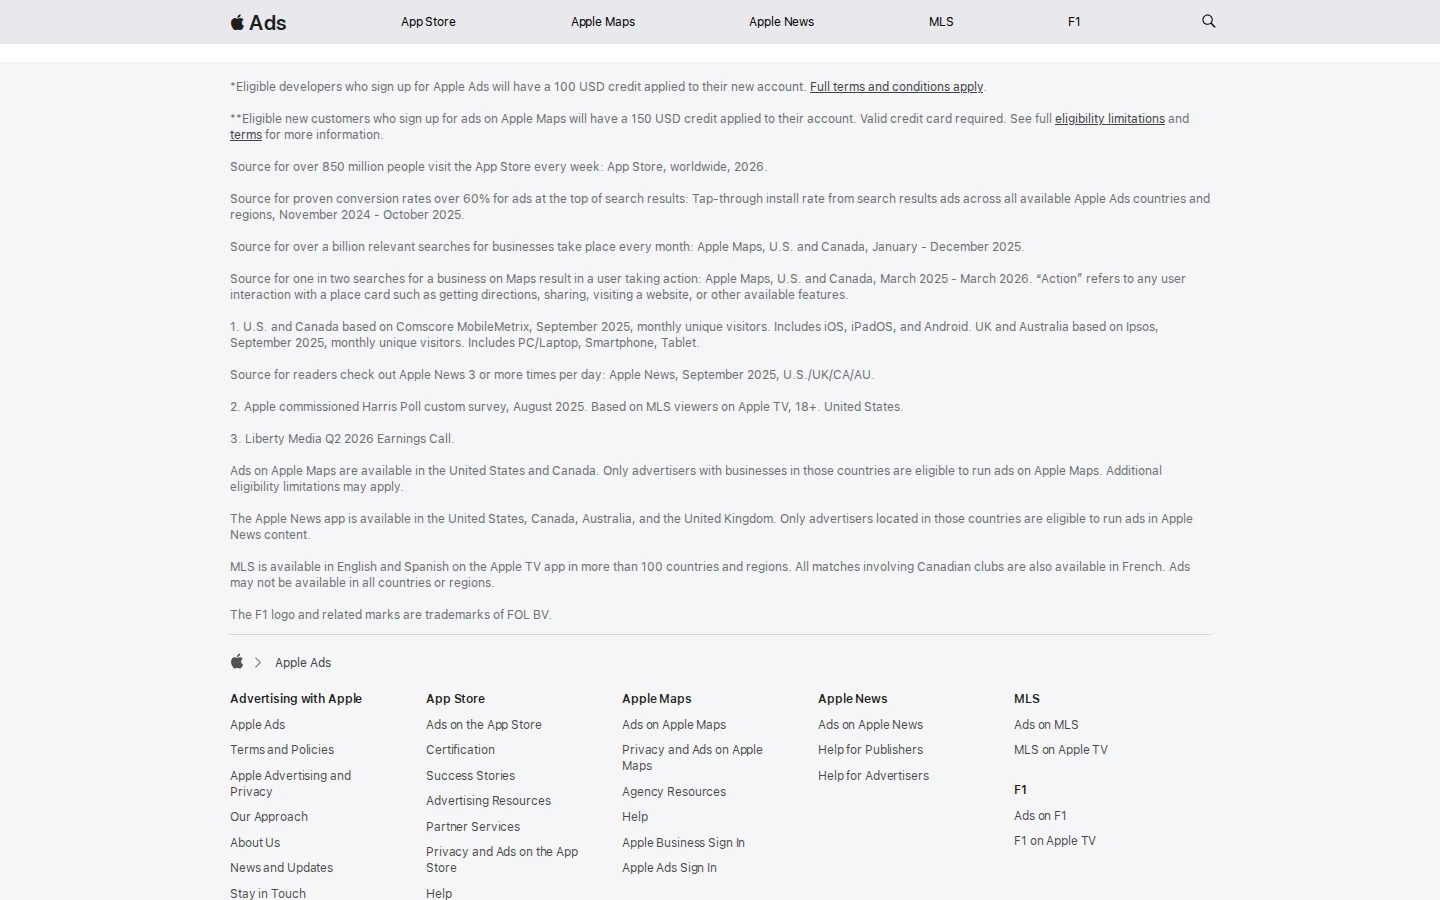 Ads
App Store
Apple Maps
Apple News
MLS
F1
*Eligible developers who sign up for Apple Ads will have a 100 USD credit applied to their new account. Full terms and conditions apply.
**Eligible new customers who sign up for ads on Apple Maps will have a 150 USD credit applied to their account. Valid credit card required. See full eligibility limitations and
terms for more information.
Source for over 850 million people visit the App Store every week: App Store, worldwide, 2026.
Source for proven conversion rates over 60% for ads at the top of search results: Tap-through install rate from search results ads across all available Apple Ads countries and
regions, November 2024 - October 2025.
Source for over a billion relevant searches for businesses take place every month: Apple Maps, U.S. and Canada, January - December 2025.
Source for one in two searches for a business on Maps result in a user taking action: Apple Maps, U.S. and Canada, March 2025 - March 2026. “Action” refers to any user
interaction with a place card such as getting directions, sharing, visiting a website, or other available features.
1. U.S. and Canada based on Comscore MobileMetrix, September 2025, monthly unique visitors. Includes iOS, iPadOS, and Android. UK and Australia based on Ipsos,
September 2025, monthly unique visitors. Includes PC/Laptop, Smartphone, Tablet.
Source for readers check out Apple News 3 or more times per day: Apple News, September 2025, U.S./UK/CA/AU.
2. Apple commissioned Harris Poll custom survey, August 2025. Based on MLS viewers on Apple TV, 18+. United States.
3. Liberty Media Q2 2026 Earnings Call.
Ads on Apple Maps are available in the United States and Canada. Only advertisers with businesses in those countries are eligible to run ads on Apple Maps. Additional
eligibility limitations may apply.
The Apple News app is available in the United States, Canada, Australia, and the United Kingdom. Only advertisers located in those countries are eligible to run ads in Apple
News content.
MLS is available in English and Spanish on the Apple TV app in more than 100 countries and regions. All matches involving Canadian clubs are also available in French. Ads
may not be available in all countries or regions.
The F1 logo and related marks are trademarks of FOL BV.
Apple Ads
Advertising with Apple
Apple Ads
Terms and Policies
Apple Advertising and
Privacy
Our Approach
About Us
News and Updates
Stay in Touch
App Store
Ads on the App Store
Certification
Success Stories
Advertising Resources
Partner Services
Privacy and Ads on the App
Store
Help
Apple Maps
Ads on Apple Maps
Privacy and Ads on Apple
Maps
Agency Resources
Help
Apple Business Sign In
Apple Ads Sign In
Apple News
Ads on Apple News
Help for Publishers
Help for Advertisers
MLS
Ads on MLS
MLS on Apple TV
F1
Ads on F1
F1 on Apple TV